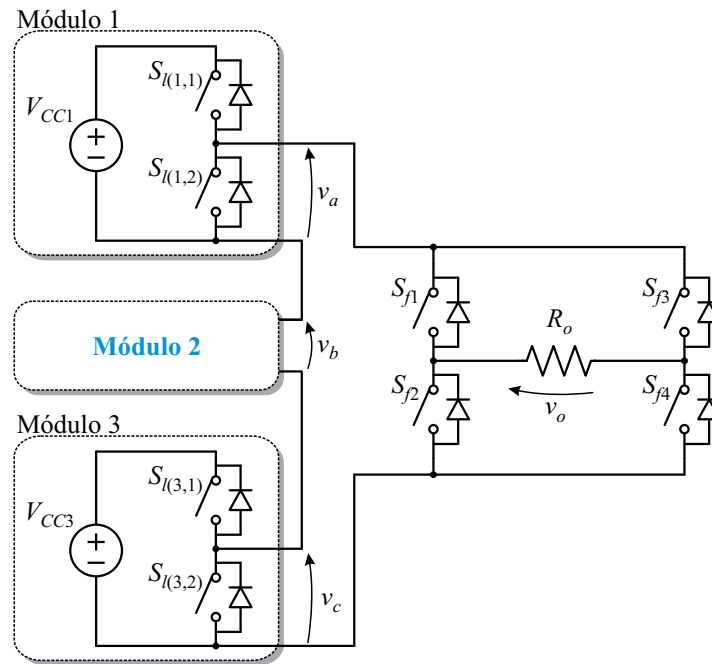 Módulo 1
V_CC1
S_l(1,1)
S_l(1,2)
v_a
Módulo 2
v_b
Módulo 3
V_CC3
S_l(3,1)
S_l(3,2)
v_c
S_f1
S_f2
R_o
v_o
S_f3
S_f4